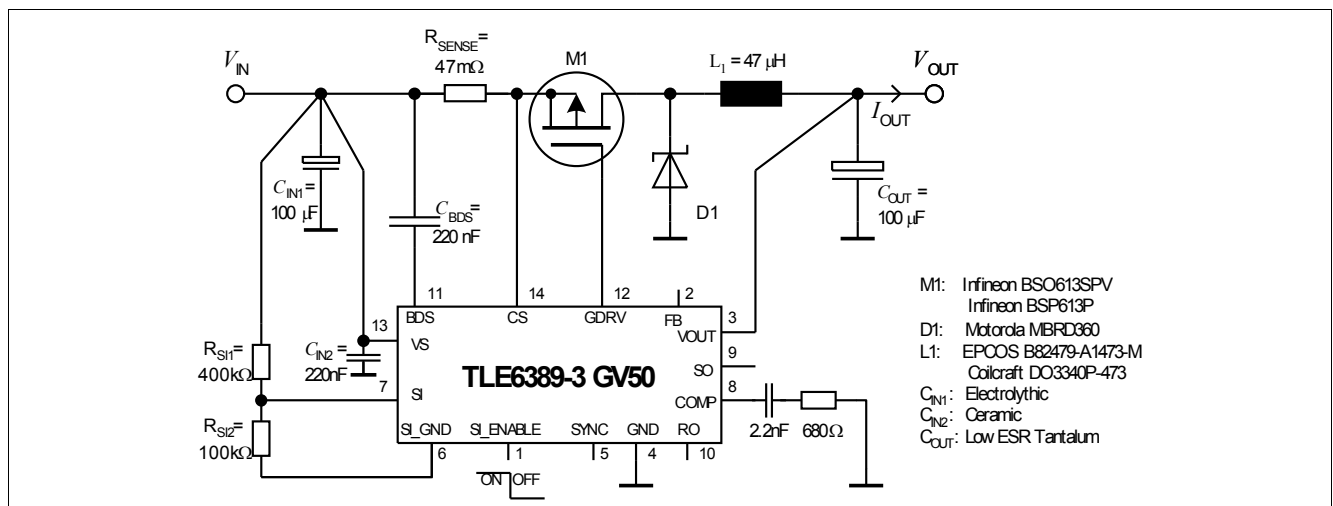 R_SENSE=
47mΩ
M1
L₁ = 47 μH
V_IN
V_OUT
I_OUT
C_IN1=
100 μF
C_BDS=
220 nF
D1
C_OUT =
100 μF
11
14
12
2
BDS
CS
GDRV
FB
3
VOUT
13
VS
9
SO
R_SI1=
400kΩ
C_IN2=
220nF
TLE6389-3 GV50
7
SI
8
COMP
2.2nF
680Ω
R_SI2=
100kΩ
SI_GND
SI_ENABLE
SYNC
GND
RO
6
1
5
4
10
ON
OFF
M1: Infineon BSO613SPV
Infineon BSP613P
D1: Motorola MBRD360
L1: EPCOS B82479-A1473-M
Coilcraft DO3340P-473
C_IN1: Electrolythic
C_IN2: Ceramic
C_OUT: Low ESR Tantalum